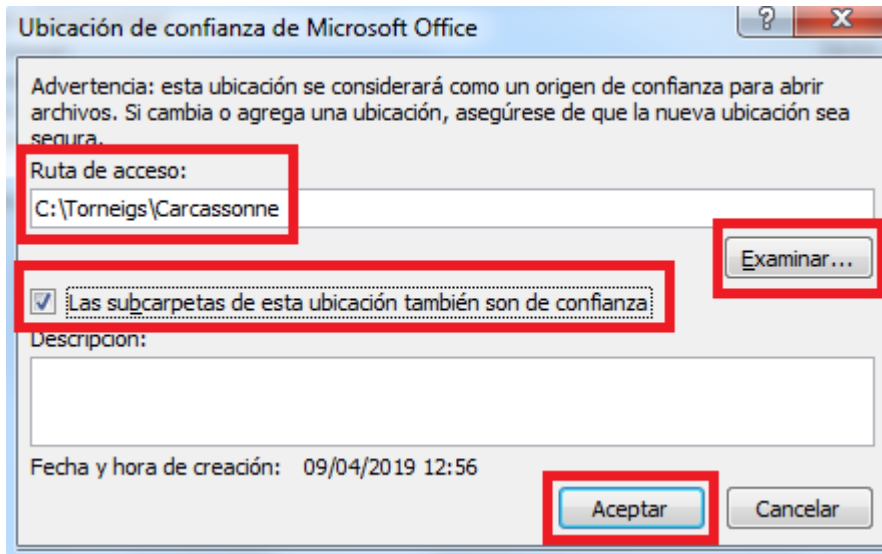 Ubicación de confianza de Microsoft Office
Advertencia: esta ubicación se considerará como un origen de confianza para abrir
archivos. Si cambia o agrega una ubicación, asegúrese de que la nueva ubicación sea
segura.
Ruta de acceso:
C:\Torneigs\Carcassonne
Examinar...
Las subcarpetas de esta ubicación también son de confianza
Descripción:
Fecha y hora de creación: 09/04/2019 12:56
Aceptar Cancelar